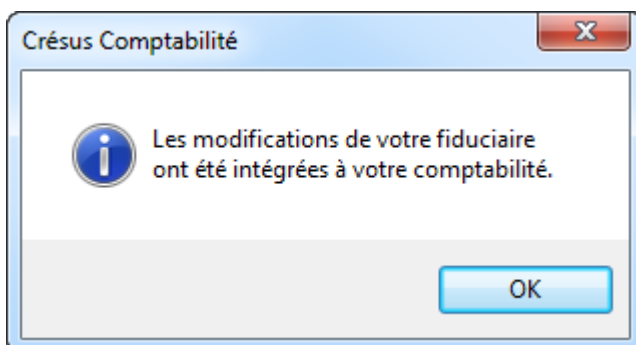 Crésus Comptabilité
Les modifications de votre fiduciaire
ont été intégrées à votre comptabilité.
OK